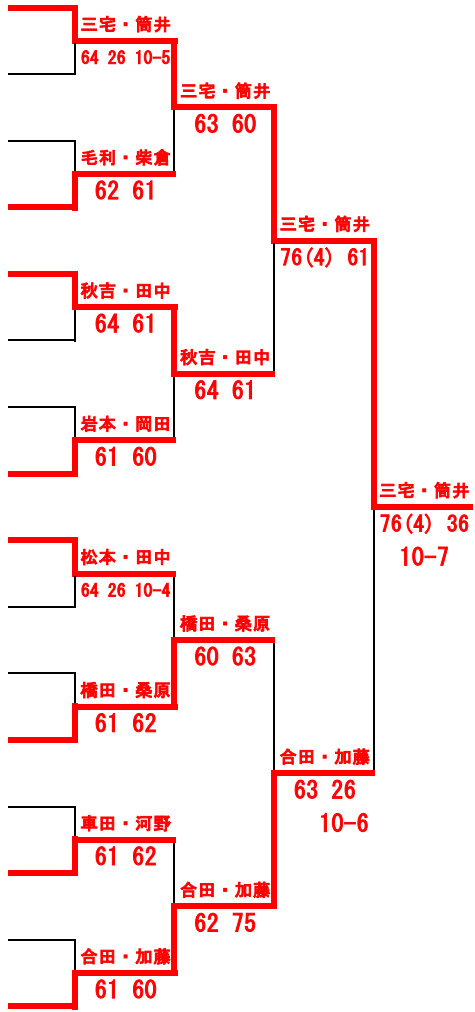 三宅・筒井
64 26 10-5
三宅・筒井
63 60
毛利・柴倉
62 61
三宅・筒井
76(4) 61
秋吉・田中
64 61
秋吉・田中
64 61
岩本・岡田
61 60
三宅・筒井
76(4) 36
10-7
松本・田中
64 26 10-4
橋田・桑原
60 63
橋田・桑原
61 62
合田・加藤
63 26
10-6
車田・河野
61 62
合田・加藤
62 75
合田・加藤
61 60